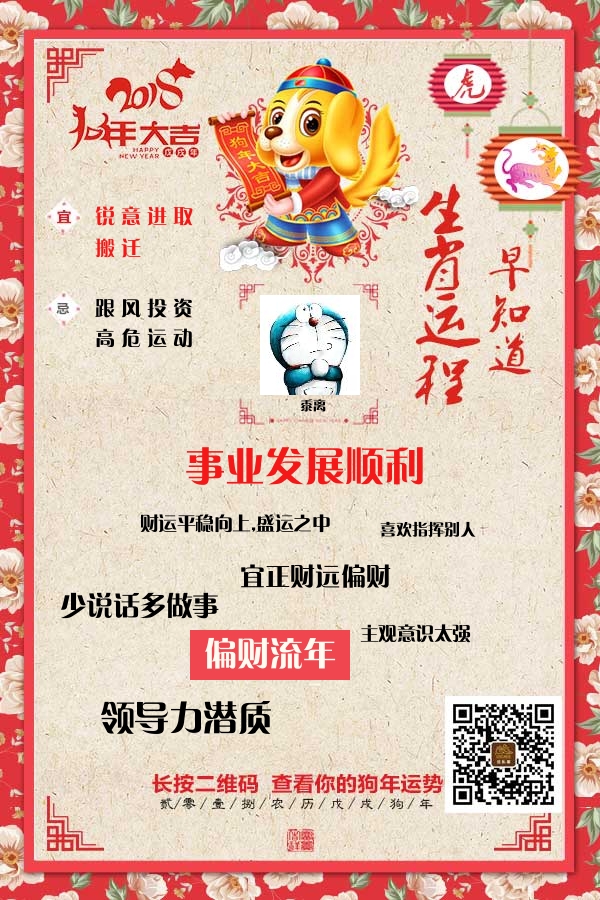 2018
狗年大吉
HAPPY
NEW YEAR
戊戌年
狗年大吉
虎
宜
锐意进取
搬迁
忌
跟风投资
高危运动
生肖运程
早知道
黍离
HAPPY CHINESE NEW YEAR
事业发展顺利
财运平稳向上,盛运之中
喜欢指挥别人
宜正财远偏财
少说话多做事
主观意识太强
偏财流年
领导力潜质
长按二维码 查看你的狗年运势
贰/零/壹/捌/农/历/戊/戌/狗/年